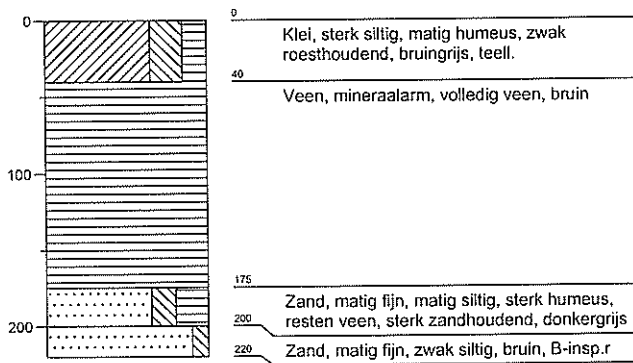 0
0
Klei, sterk siltig, matig humeus, zwak
roesthoudend, bruingrijs, teell.
40
Veen, mineraalarm, volledig veen, bruin
100
175
Zand, matig fijn, matig siltig, sterk humeus,
resten veen, sterk zandhoudend, donkergrijs
200
200
220
Zand, matig fijn, zwak siltig, bruin, B-insp.r